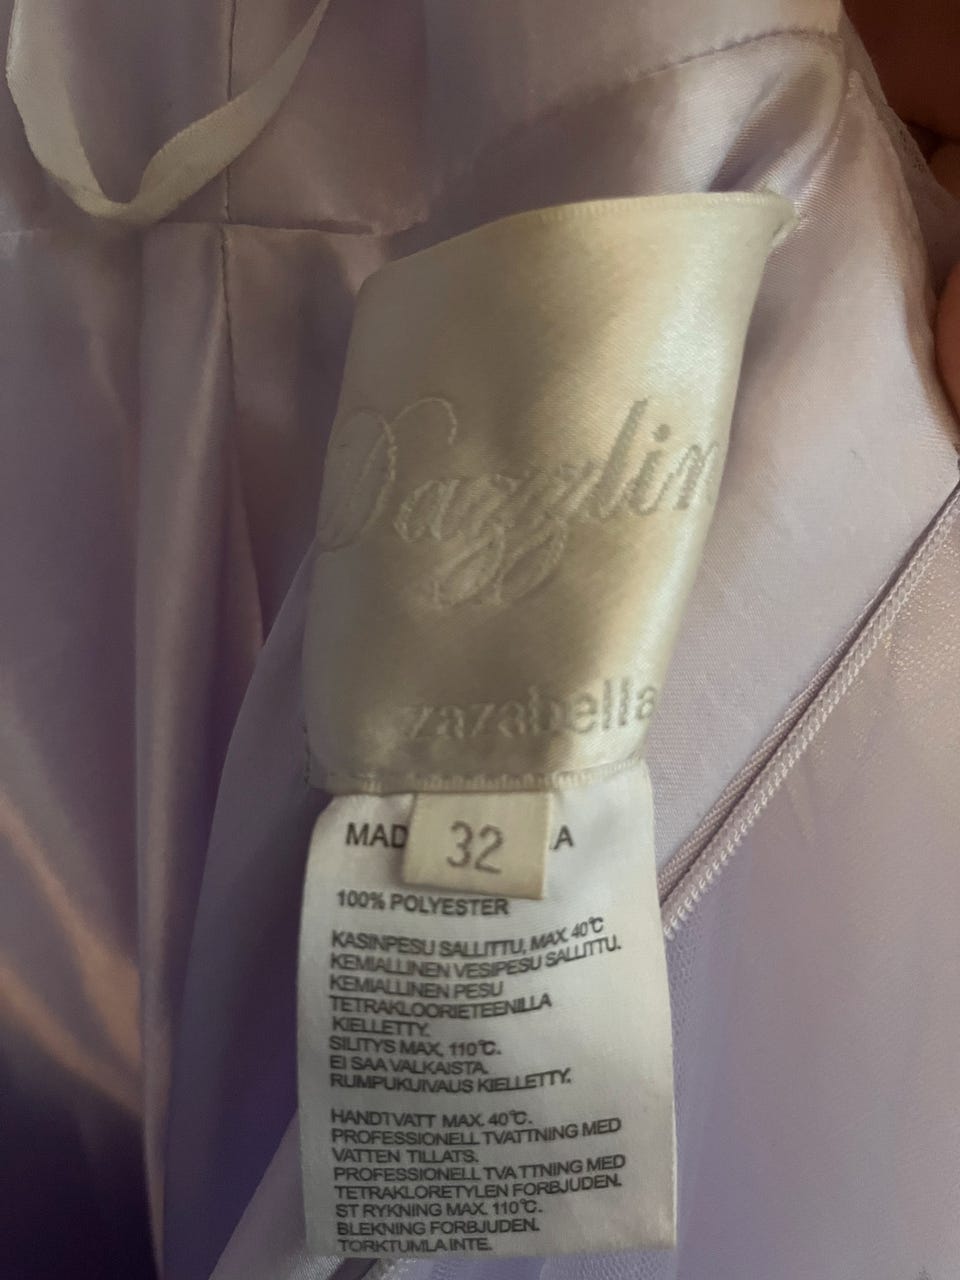 Dazzlin
zazabella
MAD 32 A
100% POLYESTER
KASINPESU SALLITTU, MAX. 40°C
KEMIALLINEN VESIPESU SALLITTU.
KEMIALLINEN PESU
TETRAKLOORIETEENILLA
KIELLETTY.
SILITYS MAX, 110°C.
EI SAA VALKAISTA.
RUMPUKUIVAUS KIELLETTY,
HANDTVATT MAX. 40°C.
PROFESSIONELL TVATTNING MED
VATTEN TILLATS.
PROFESSIONELL TVA TTNING MED
TETRAKLORETYLEN FORBJUDEN.
ST RYKNING MAX. 110°C.
BLEKNING FORBJUDEN.
TORKTUMLA INTE.